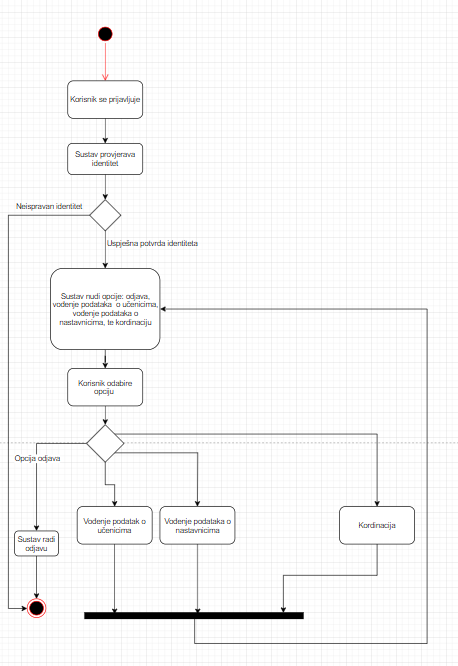 Korisnik se prijavljuje
Sustav provjerava
identitet
Neispravan identitet
Uspješna potvrda identiteta
Sustav nudi opcije: odjava,
vođenje podataka o učenicima,
vođenje podataka o
nastavnicima, te kordinaciju
Korisnik odabire
opciju
Opcija odjava
Vođenje podatak o
učenicima
Vođenje podataka o
nastavnicima
Kordinacija
Sustav radi
odjavu